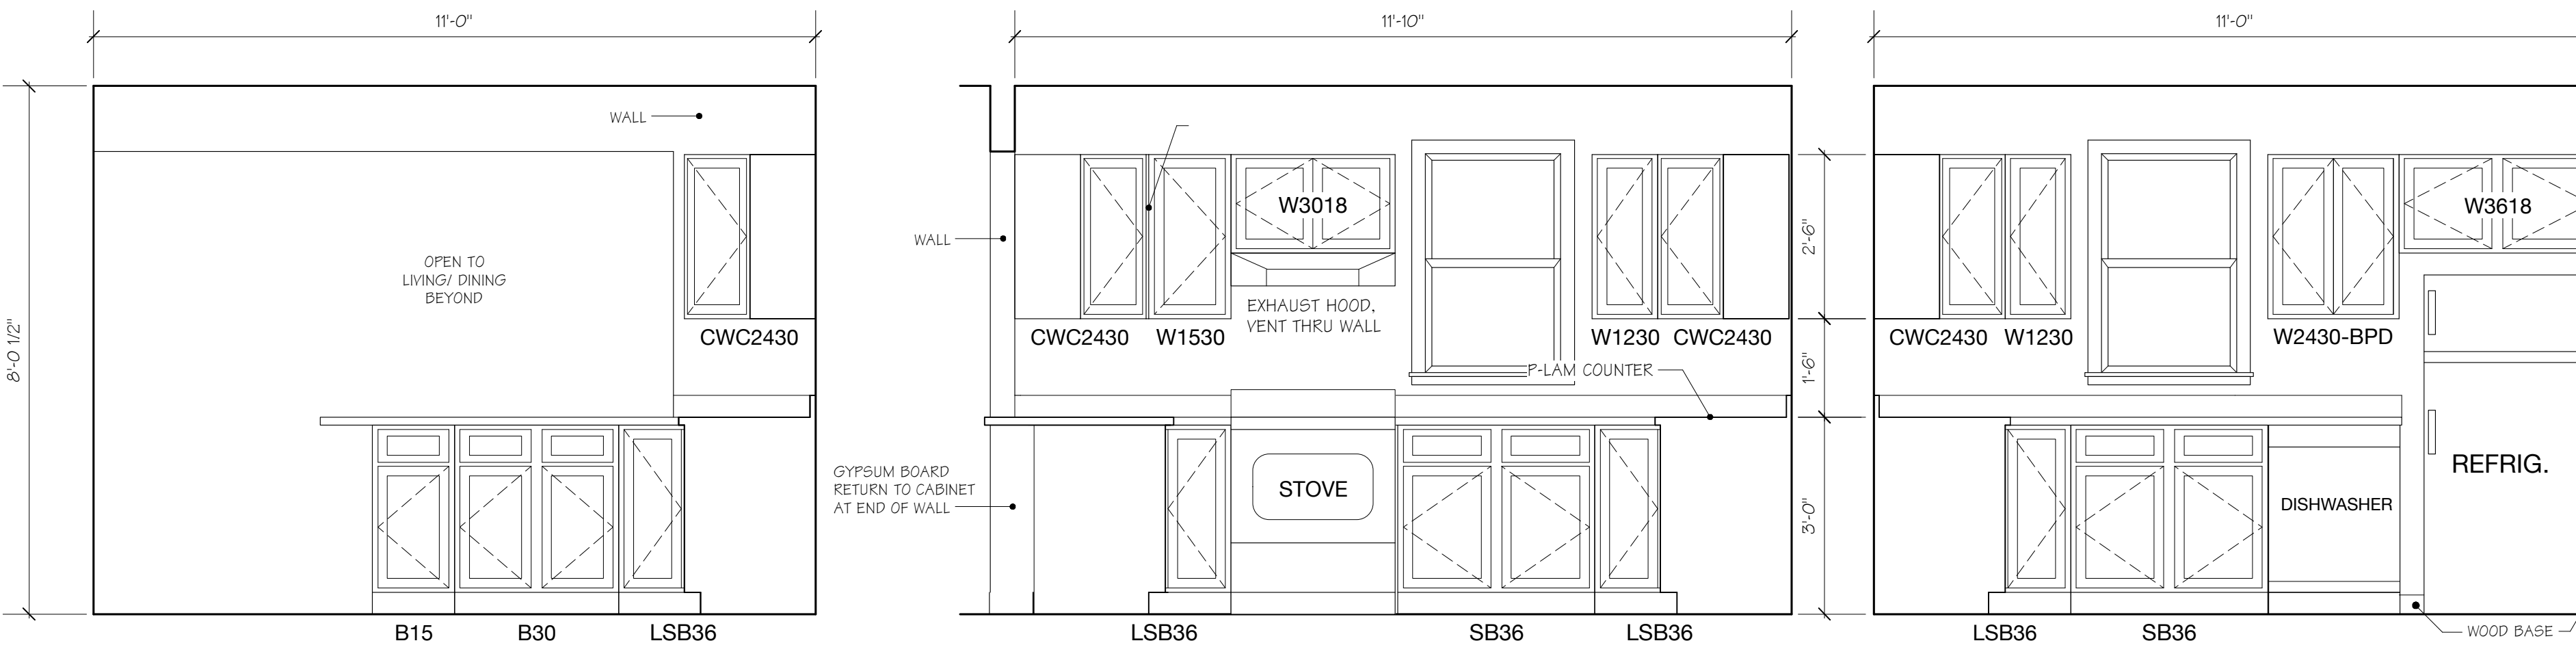 11'-0"
8'-0 1/2"
WALL
OPEN TO
LIVING/ DINING
BEYOND
CWC2430
B15
B30
LSB36
11'-10"
WALL
GYPSUM BOARD
RETURN TO CABINET
AT END OF WALL
CWC2430
W1530
W3018
EXHAUST HOOD,
VENT THRU WALL
W1230
CWC2430
P-LAM COUNTER
STOVE
LSB36
SB36
LSB36
2'-6"
1'-6"
3'-0"
11'-0"
CWC2430
W1230
W2430-BPD
W3618
REFRIG.
DISHWASHER
LSB36
SB36
WOOD BASE